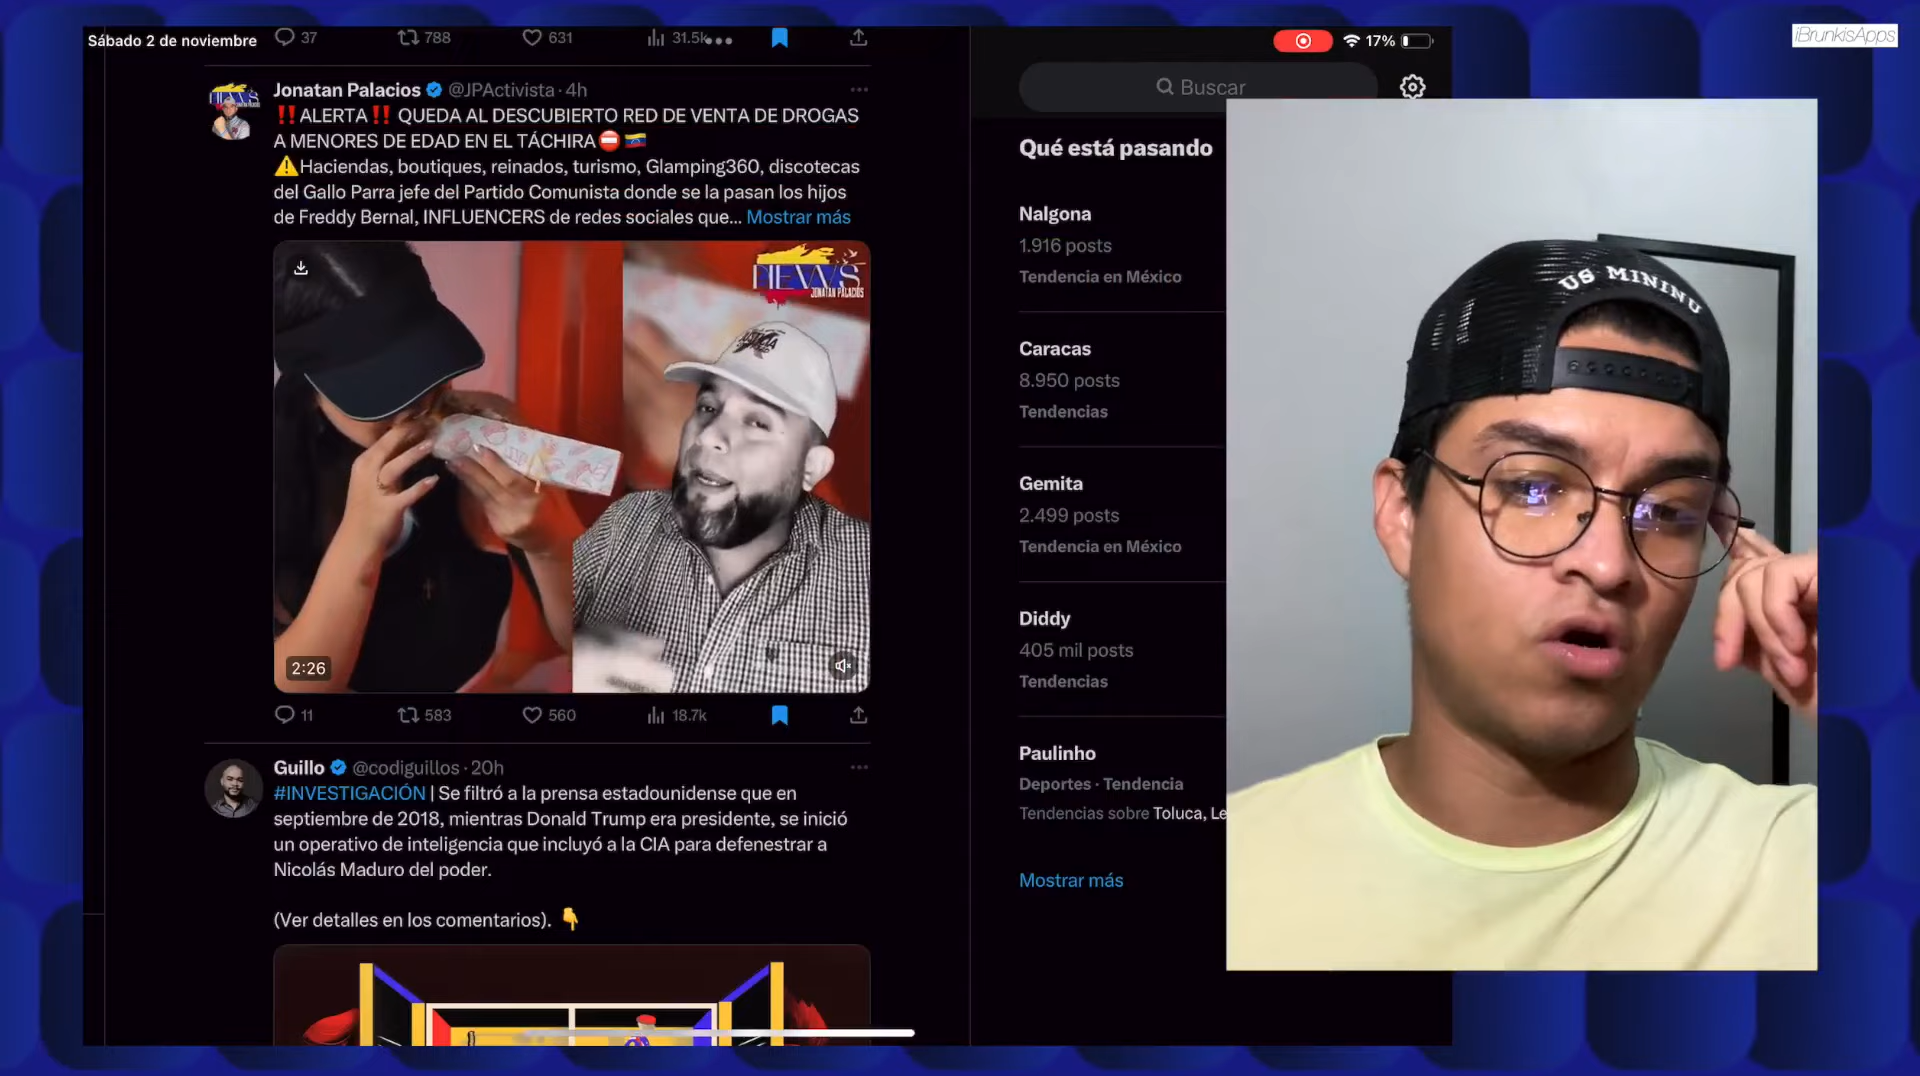 Sábado 2 de noviembre
37
788
631
31.5k
17%
iBrunkisApps
Buscar
Jonatan Palacios @JPActivista · 4h
‼️ALERTA‼️ QUEDA AL DESCUBIERTO RED DE VENTA DE DROGAS
A MENORES DE EDAD EN EL TÁCHIRA⛔🇻🇪
⚠️Haciendas, boutiques, reinados, turismo, Glamping360, discotecas
del Gallo Parra jefe del Partido Comunista donde se la pasan los hijos
de Freddy Bernal, INFLUENCERS de redes sociales que... Mostrar más
NEWS
JONATAN PALACIOS
2:26
11
583
560
18.7k
Guillo @codiguillos · 20h
#INVESTIGACIÓN | Se filtró a la prensa estadounidense que en
septiembre de 2018, mientras Donald Trump era presidente, se inició
un operativo de inteligencia que incluyó a la CIA para defenestrar a
Nicolás Maduro del poder.
(Ver detalles en los comentarios). 👇
Qué está pasando
Nalgona
1.916 posts
Tendencia en México
Caracas
8.950 posts
Tendencias
Gemita
2.499 posts
Tendencia en México
Diddy
405 mil posts
Tendencias
Paulinho
Deportes · Tendencia
Tendencias sobre Toluca, Le
Mostrar más
US MININU